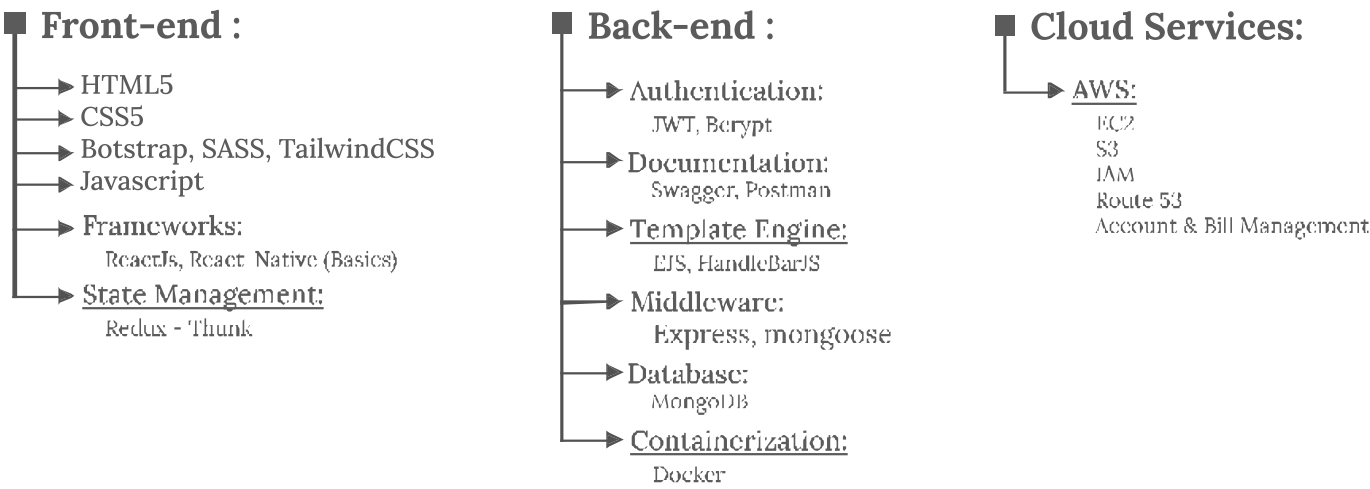 Front-end :
HTML5
CSS5
Botstrap, SASS, TailwindCSS
Javascript
Frameworks:
ReactJs, React Native (Basics)
State Management:
Redux - Thunk
Back-end :
Authentication:
JWT, Bcrypt
Documentation:
Swagger, Postman
Template Engine:
EJS, HandleBarJS
Middleware:
Express, mongoose
Database:
MongoDB
Containerization:
Docker
Cloud Services:
AWS:
EC2
S3
IAM
Route 53
Account & Bill Management